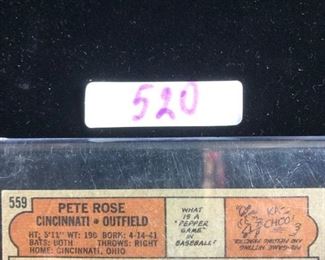 520
559
PETE ROSE
CINCINNATI • OUTFIELD
HT: 5'11" WT: 190 BORN: 4-14-41
BATS: BOTH THROWS: RIGHT
HOME: CINCINNATI, OHIO
WHAT
IS A
"PEPPER
GAME"
IN
BASEBALL?
KA-
CHOO!